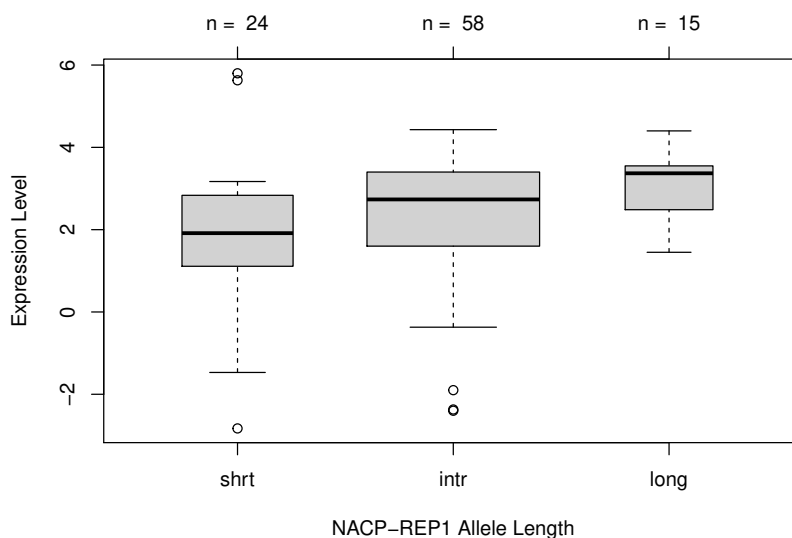 n = 24 n = 58 n = 15
6
4
2
0
−2
Expression Level
shrt intr long
NACP−REP1 Allele Length